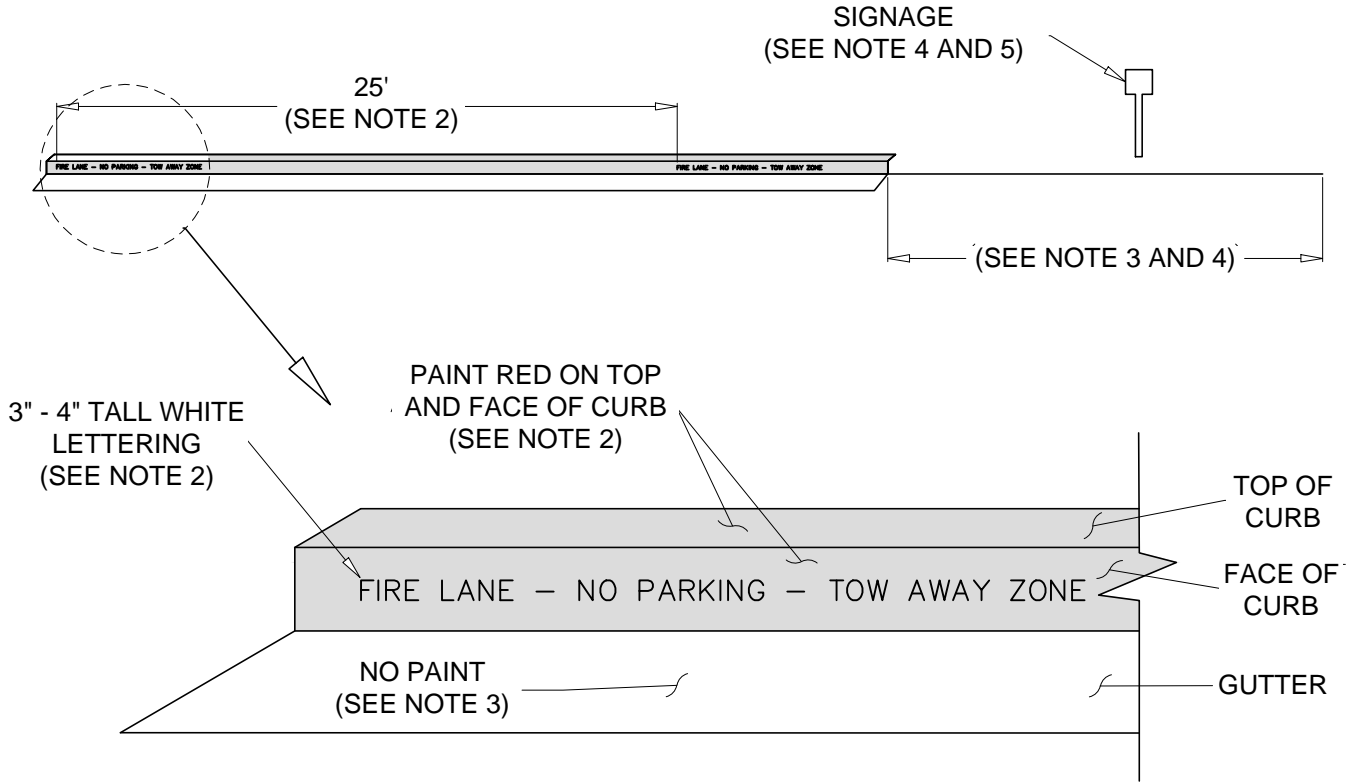 SIGNAGE
(SEE NOTE 4 AND 5)
25'
(SEE NOTE 2)
FIRE LANE – NO PARKING – TOW AWAY ZONE
FIRE LANE – NO PARKING – TOW AWAY ZONE
(SEE NOTE 3 AND 4)
PAINT RED ON TOP
AND FACE OF CURB
(SEE NOTE 2)
3" - 4" TALL WHITE
LETTERING
(SEE NOTE 2)
TOP OF
CURB
FIRE LANE – NO PARKING – TOW AWAY ZONE
FACE OF
CURB
NO PAINT
(SEE NOTE 3)
GUTTER